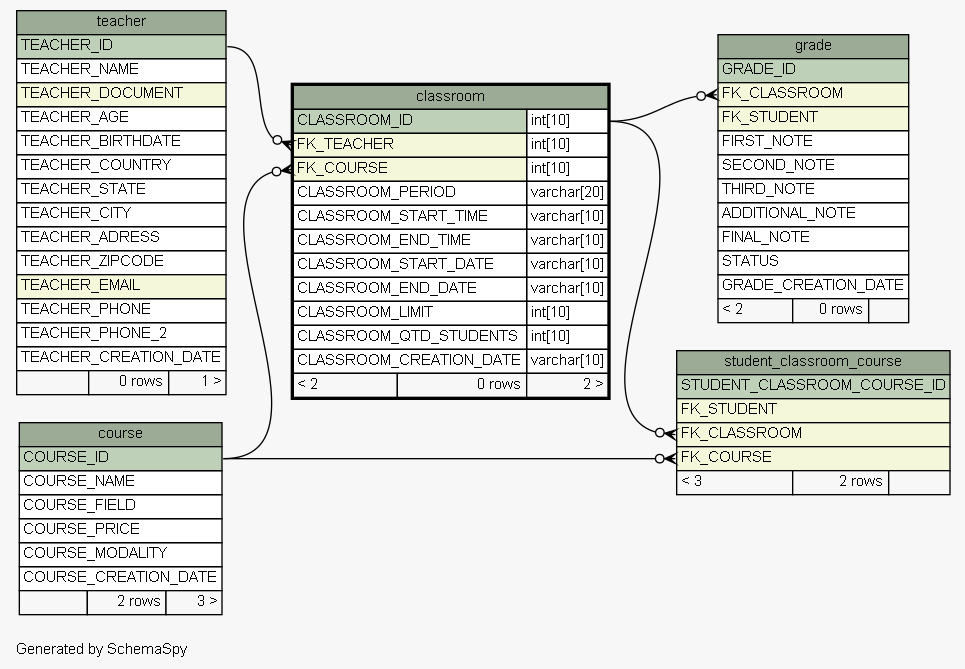 teacher
TEACHER_ID
TEACHER_NAME
TEACHER_DOCUMENT
TEACHER_AGE
TEACHER_BIRTHDATE
TEACHER_COUNTRY
TEACHER_STATE
TEACHER_CITY
TEACHER_ADRESS
TEACHER_ZIPCODE
TEACHER_EMAIL
TEACHER_PHONE
TEACHER_PHONE_2
TEACHER_CREATION_DATE
0 rows 1 >
course
COURSE_ID
COURSE_NAME
COURSE_FIELD
COURSE_PRICE
COURSE_MODALITY
COURSE_CREATION_DATE
2 rows 3 >
classroom
CLASSROOM_ID int[10]
FK_TEACHER int[10]
FK_COURSE int[10]
CLASSROOM_PERIOD varchar[20]
CLASSROOM_START_TIME varchar[10]
CLASSROOM_END_TIME varchar[10]
CLASSROOM_START_DATE varchar[10]
CLASSROOM_END_DATE varchar[10]
CLASSROOM_LIMIT int[10]
CLASSROOM_QTD_STUDENTS int[10]
CLASSROOM_CREATION_DATE varchar[10]
< 2 0 rows 2 >
grade
GRADE_ID
FK_CLASSROOM
FK_STUDENT
FIRST_NOTE
SECOND_NOTE
THIRD_NOTE
ADDITIONAL_NOTE
FINAL_NOTE
STATUS
GRADE_CREATION_DATE
< 2 0 rows
student_classroom_course
STUDENT_CLASSROOM_COURSE_ID
FK_STUDENT
FK_CLASSROOM
FK_COURSE
< 3 2 rows
Generated by SchemaSpy